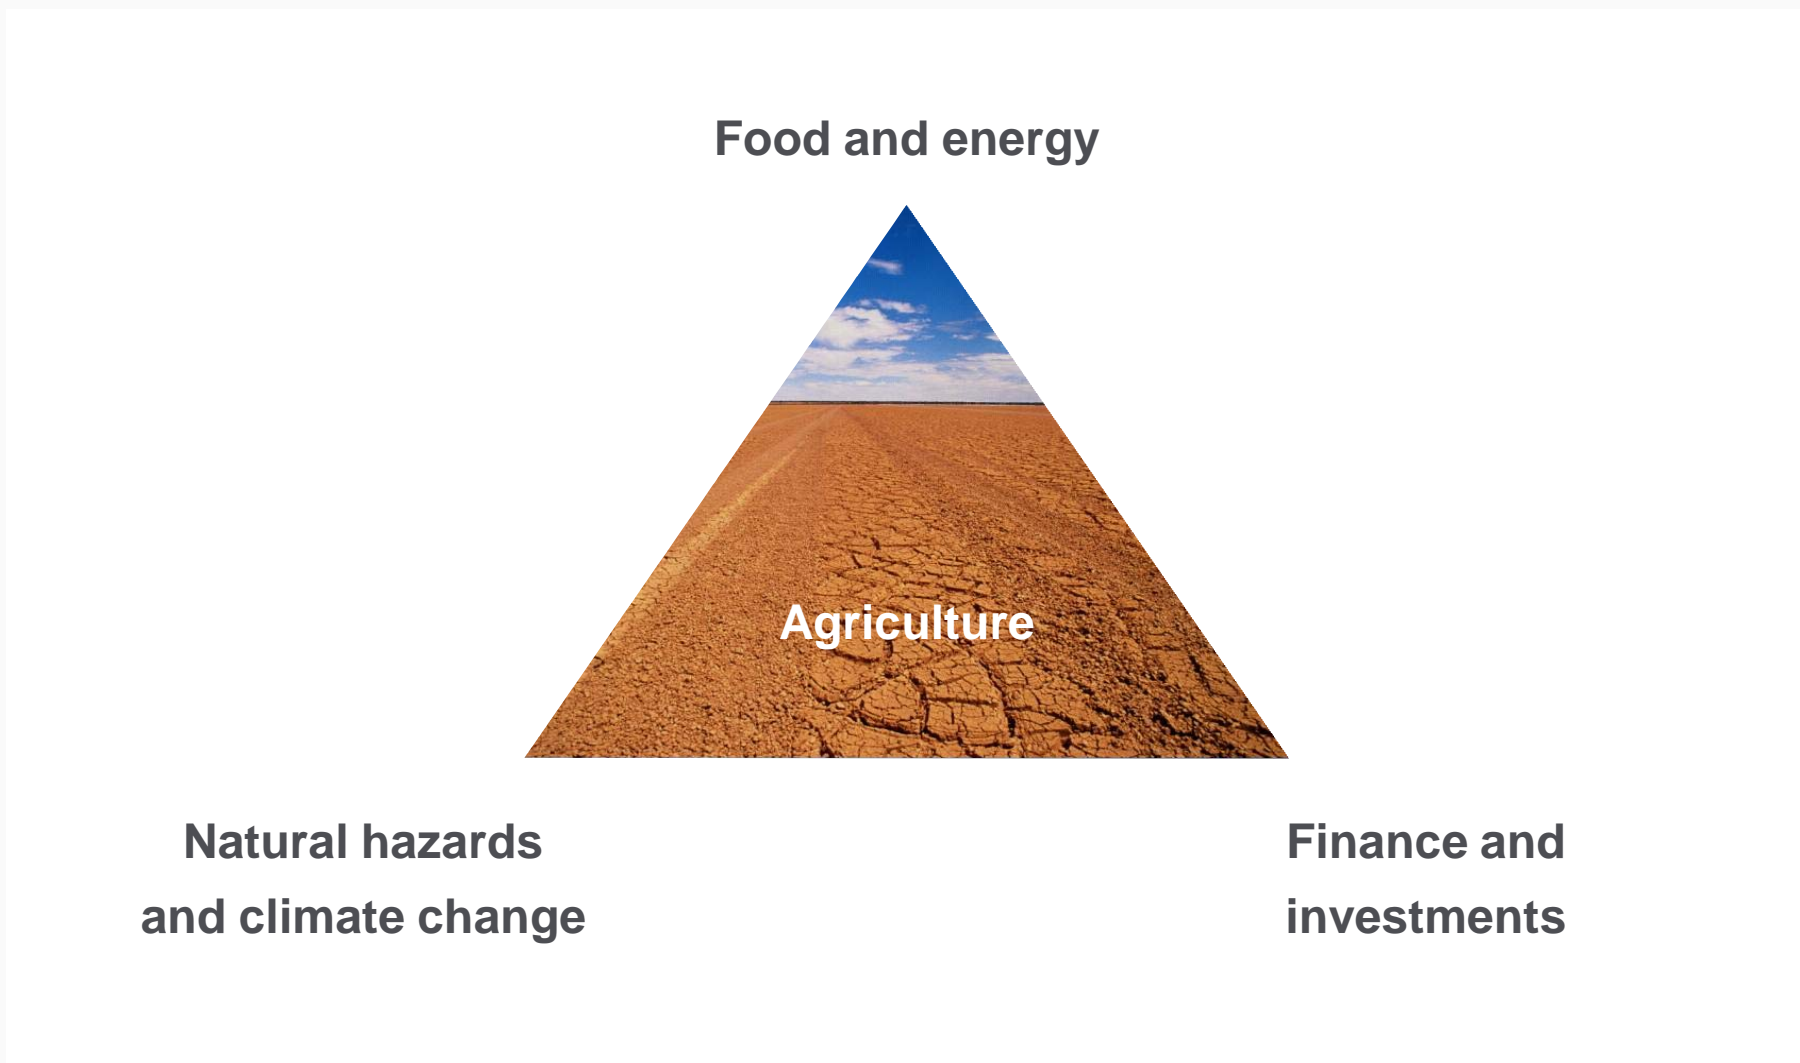 Food and energy
Agriculture
Natural hazards
and climate change
Finance and
investments